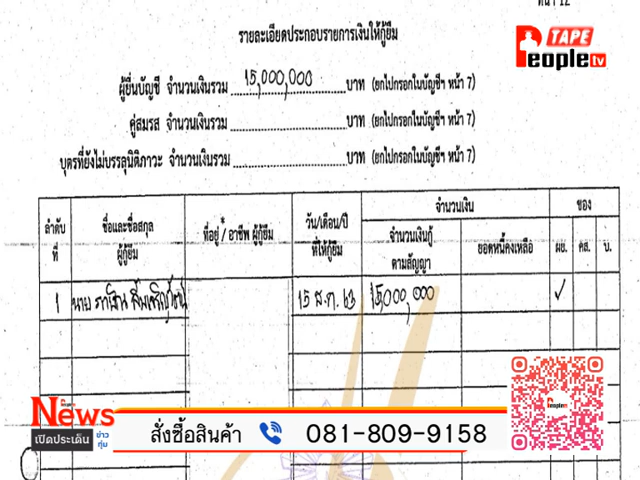 หน้า 12
รายละเอียดประกอบรายการเงินให้กู้ยืม
TAPE
People tv
ผู้ยื่นบัญชี จำนวนเงินรวม 15,000,000 บาท (ยกไปกรอกในบัญชีฯ หน้า 7)
คู่สมรส จำนวนเงินรวม บาท (ยกไปกรอกในบัญชีฯ หน้า 7)
บุตรที่ยังไม่บรรลุนิติภาวะ จำนวนเงินรวม บาท (ยกไปกรอกในบัญชีฯ หน้า 7)
ลำดับที่ ชื่อและชื่อสกุลผู้กู้ยืม ที่อยู่ / อาชีพ ผู้กู้ยืม วัน/เดือน/ปี ที่ให้กู้ยืม จำนวนเงิน ของ
จำนวนเงินกู้ตามสัญญา ยอดหนี้คงเหลือ ผย. คส. บ.
1 นาย 15 ส.ค. 63 15,000,000 ✓
News
เปิดประเด็น
ข่าว
ทุ่ม
สั่งซื้อสินค้า 081-809-9158
Peopletv